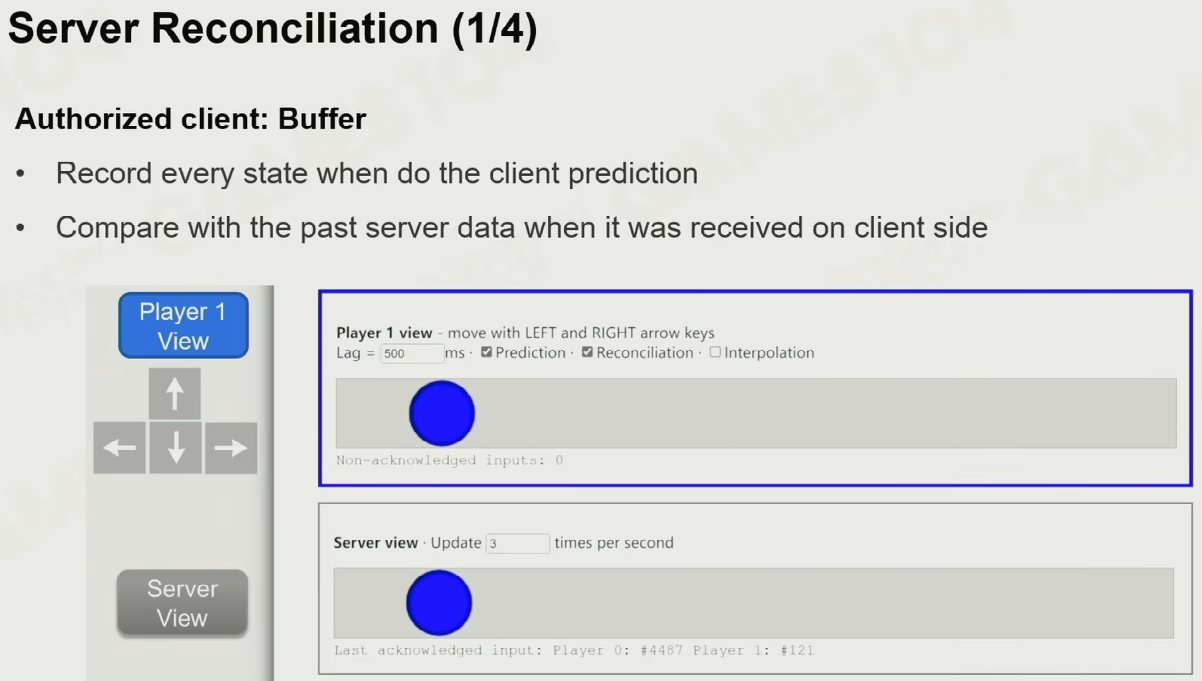 Server Reconciliation (1/4)
Authorized client: Buffer
• Record every state when do the client prediction
• Compare with the past server data when it was received on client side
Player 1
View
Player 1 view - move with LEFT and RIGHT arrow keys
Lag = 500 ms · Prediction · Reconciliation · Interpolation
Non-acknowledged inputs: 0
Server view · Update 3 times per second
Server
View
Last acknowledged input: Player 0: #4487 Player 1: #121